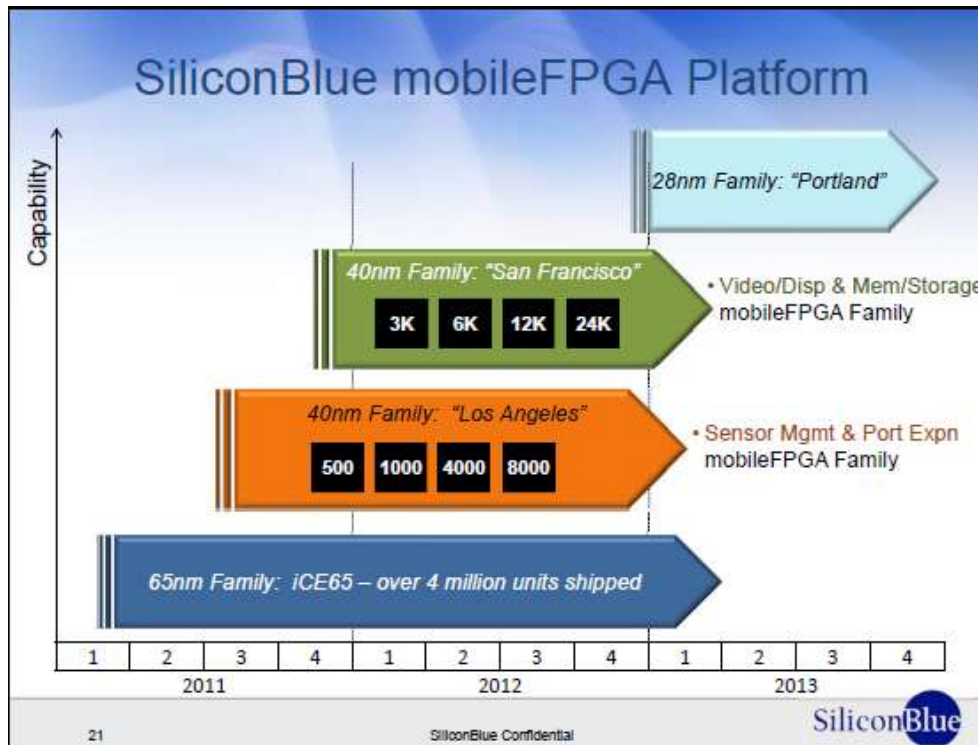 SiliconBlue mobileFPGA Platform
Capability
28nm Family: "Portland"
40nm Family: "San Francisco"
3K 6K 12K 24K
• Video/Disp & Mem/Storage
mobileFPGA Family
40nm Family: "Los Angeles"
500 1000 4000 8000
• Sensor Mgmt & Port Expn
mobileFPGA Family
65nm Family: iCE65 – over 4 million units shipped
1 2 3 4 1 2 3 4 1 2 3 4
2011 2012 2013
21 SiliconBlue Confidential SiliconBlue